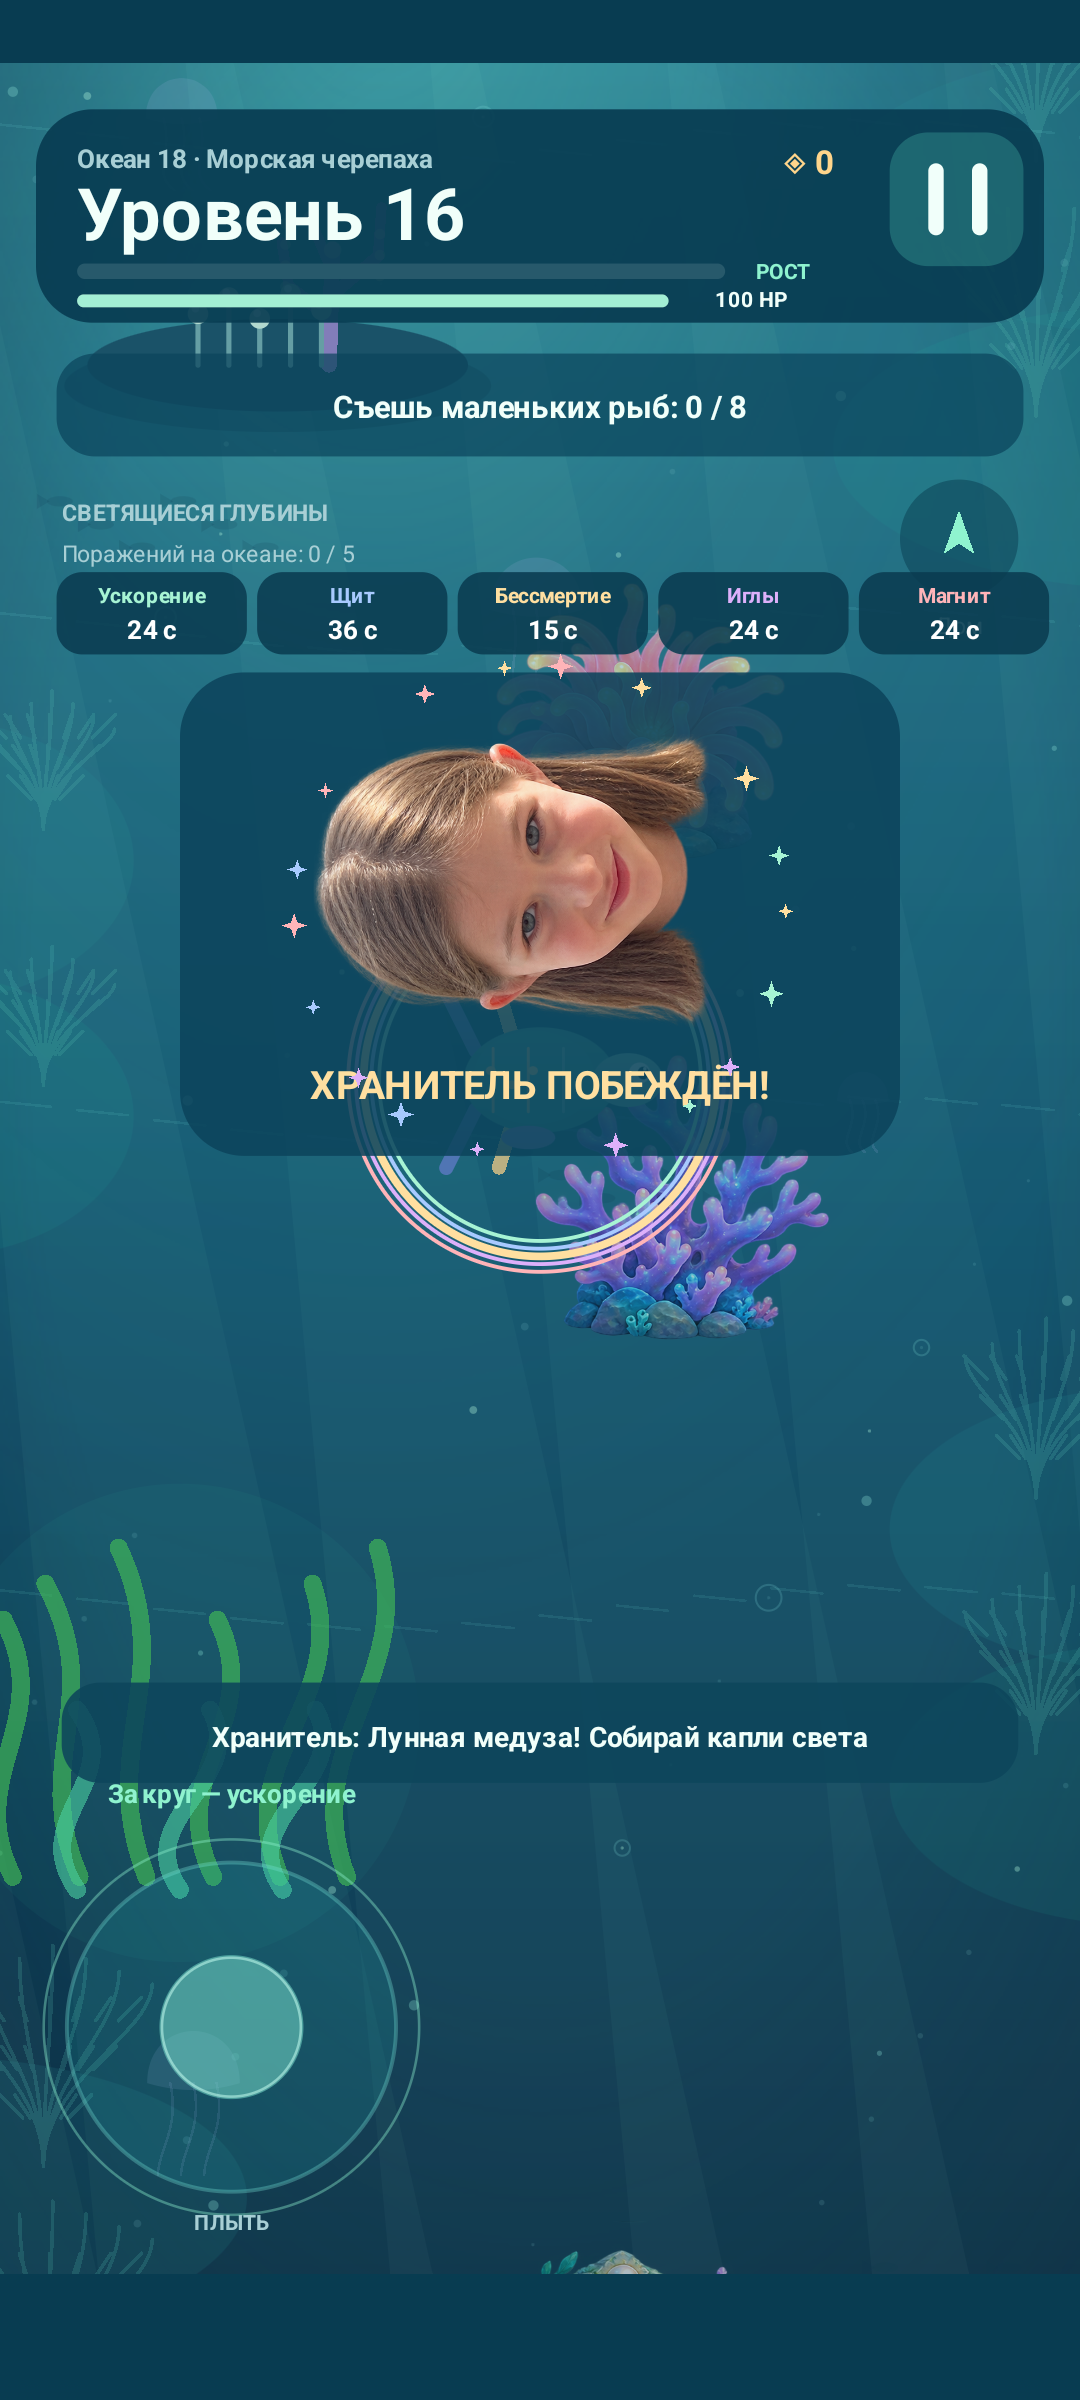 Океан 18 · Морская черепаха
0
Уровень 16
РОСТ
100 HP
Съешь маленьких рыб: 0 / 8
СВЕТЯЩИЕСЯ ГЛУБИНЫ
Поражений на океане: 0 / 5
Ускорение Щит Бессмертие Иглы Магнит
24 с 36 с 15 с 24 с 24 с
ХРАНИТЕЛЬ ПОБЕЖДЁН!
Хранитель: Лунная медуза! Собирай капли света
За круг — ускорение
ПЛЫТЬ